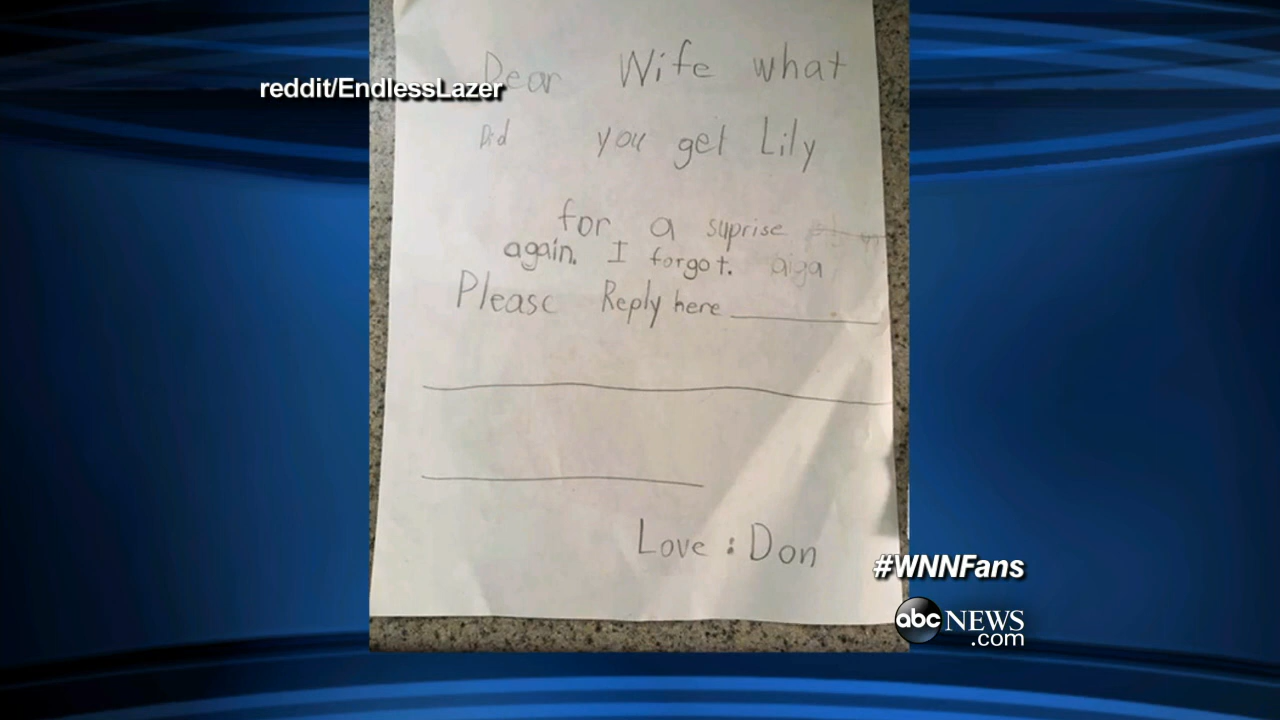 reddit/EndlessLazer
Dear Wife what
Did you get Lily
for a suprise
again. I forgot. aiga
Please Reply here
Love : Don
#WNNFans
abc NEWS
.com